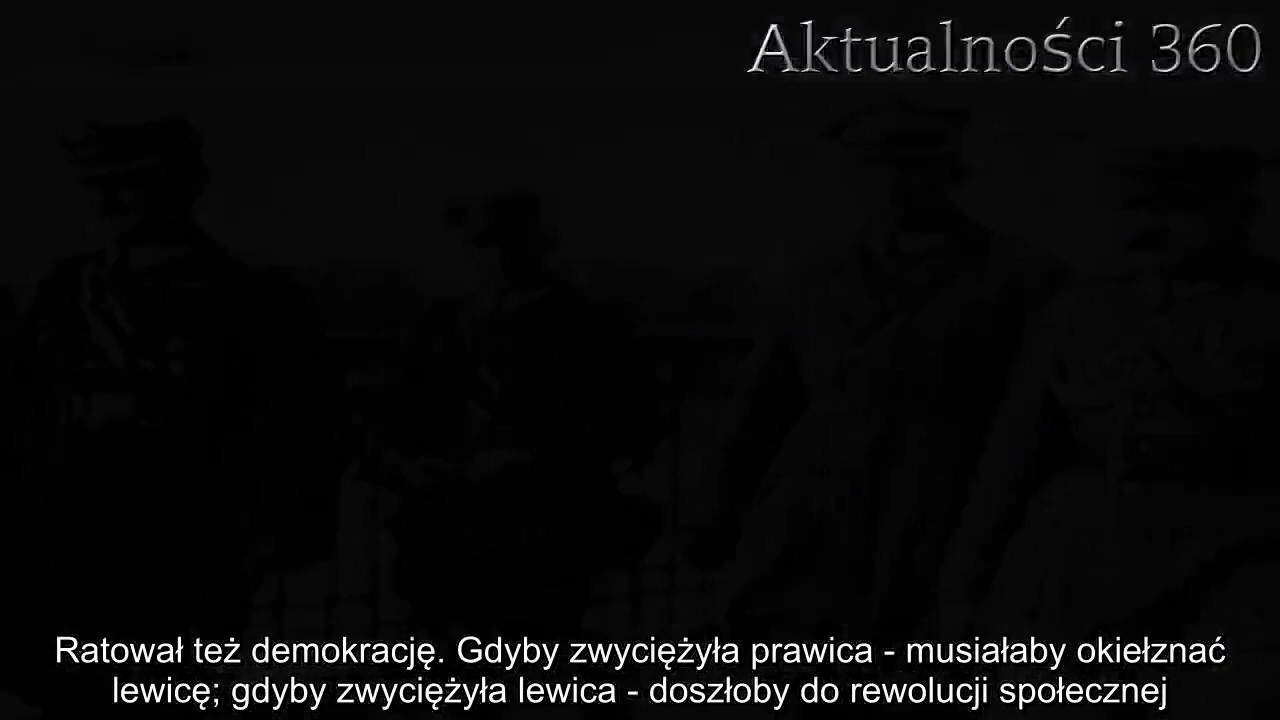 Aktualności 360
Ratował też demokrację. Gdyby zwyciężyła prawica - musiałaby okiełznać
lewicę; gdyby zwyciężyła lewica - doszłoby do rewolucji społecznej